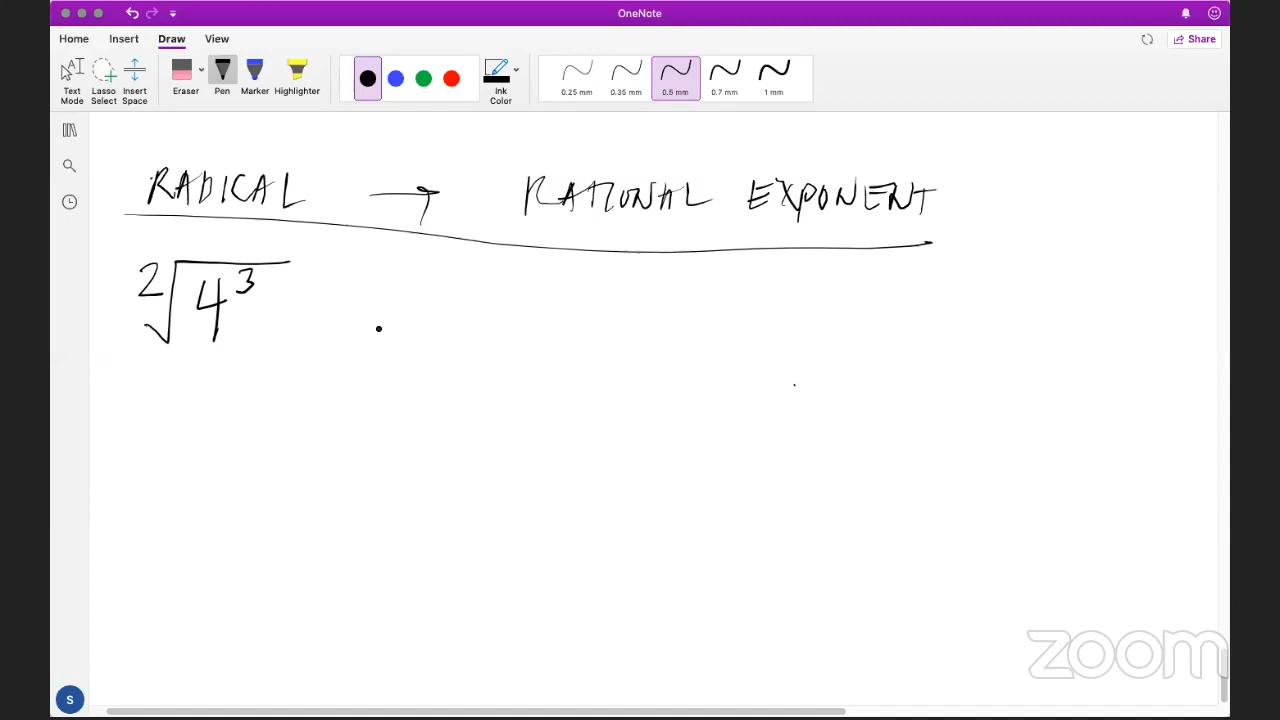 OneNote
Home Insert Draw View Share
Text Mode Lasso Select Insert Space Eraser Pen Marker Highlighter Ink Color 0.25 mm 0.35 mm 0.5 mm 0.7 mm 1 mm
RADICAL → RATIONAL EXPONENT
²√4³
zoom
S